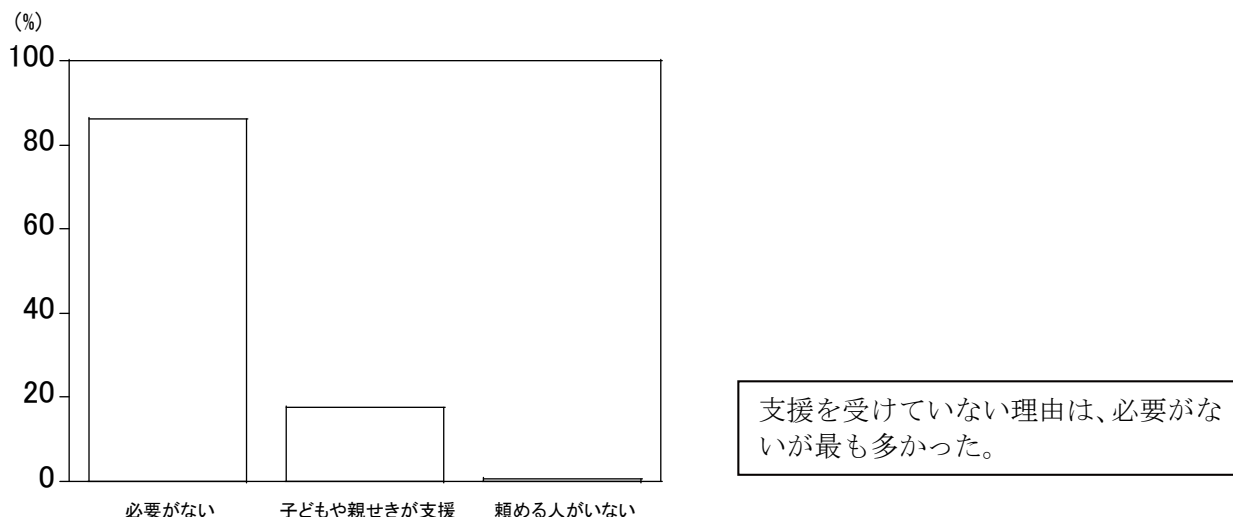 (%)
100
80
60
40
20
0
必要がない 子どもや親せきが支援 頼める人がいない
支援を受けていない理由は、必要がな
いが最も多かった。